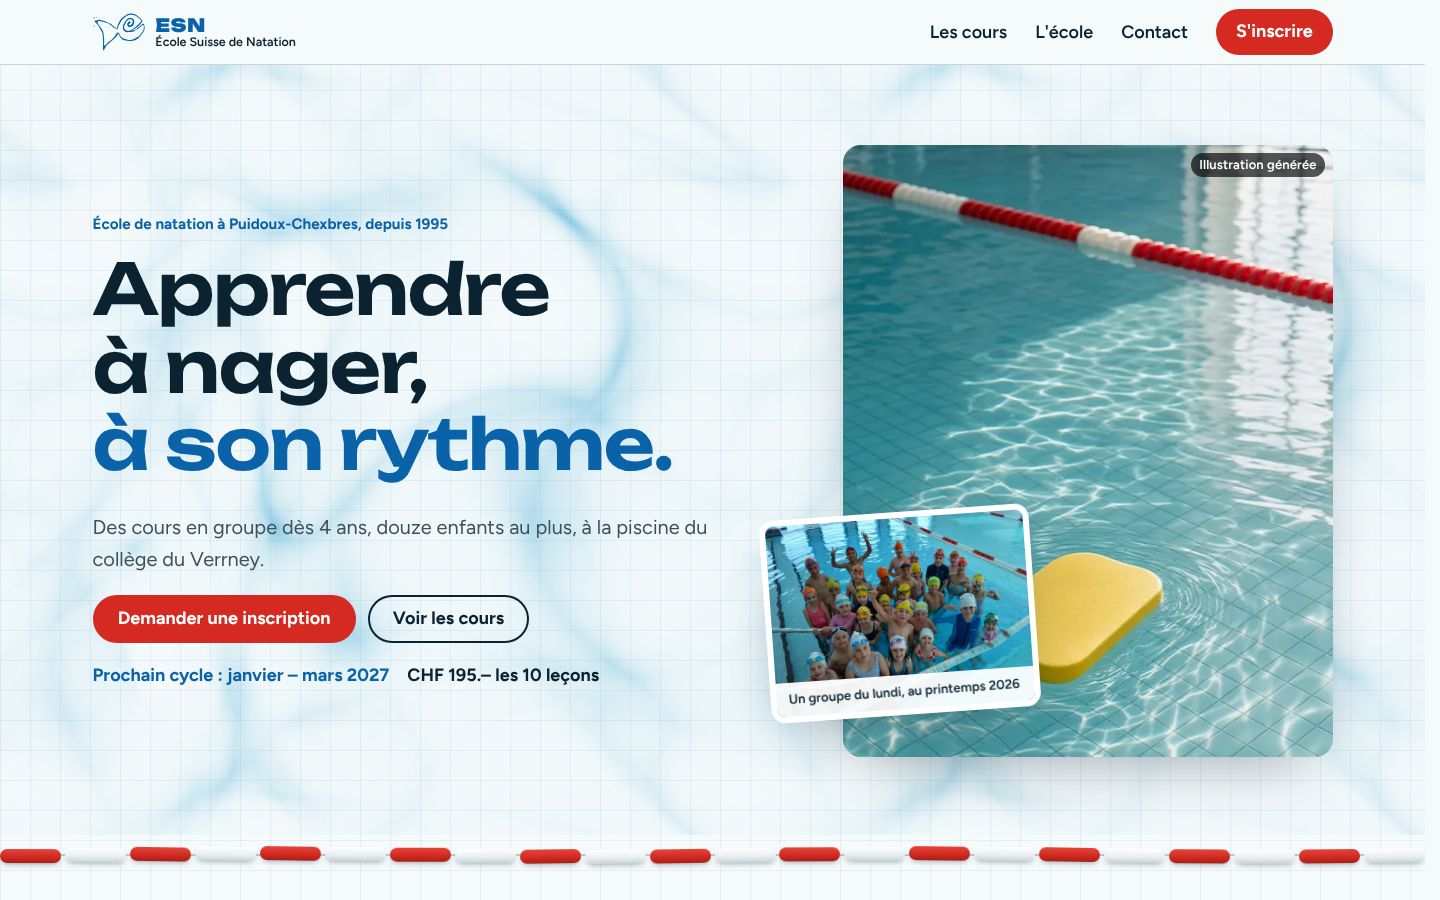 ESN
École Suisse de Natation
Les cours
L'école
Contact
S'inscrire
Illustration générée
École de natation à Puidoux-Chexbres, depuis 1995
Apprendre
à nager,
à son rythme.
Des cours en groupe dès 4 ans, douze enfants au plus, à la piscine du
collège du Verrney.
Demander une inscription
Voir les cours
Prochain cycle : janvier – mars 2027
CHF 195.– les 10 leçons
Un groupe du lundi, au printemps 2026